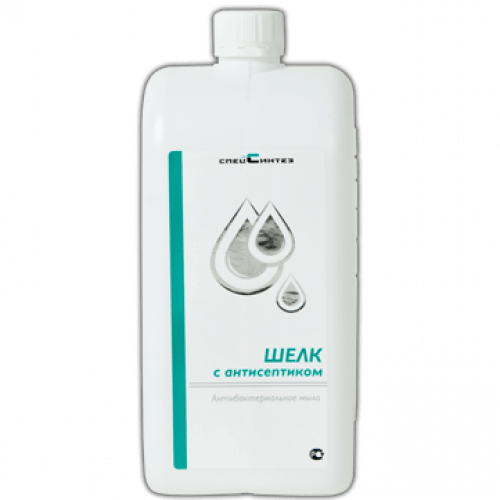 спецСинтез
ШЕЛК
с антисептиком
Антибактериальное мыло